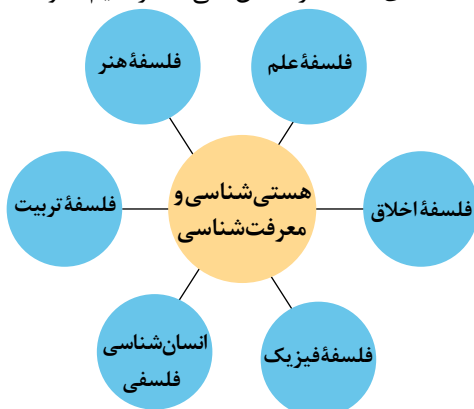 فلسفهٔ هنر
فلسفهٔ علم
هستی‌شناسی و
معرفت‌شناسی
فلسفهٔ اخلاق
فلسفهٔ تربیت
فلسفهٔ فیزیک
انسان‌شناسی
فلسفی